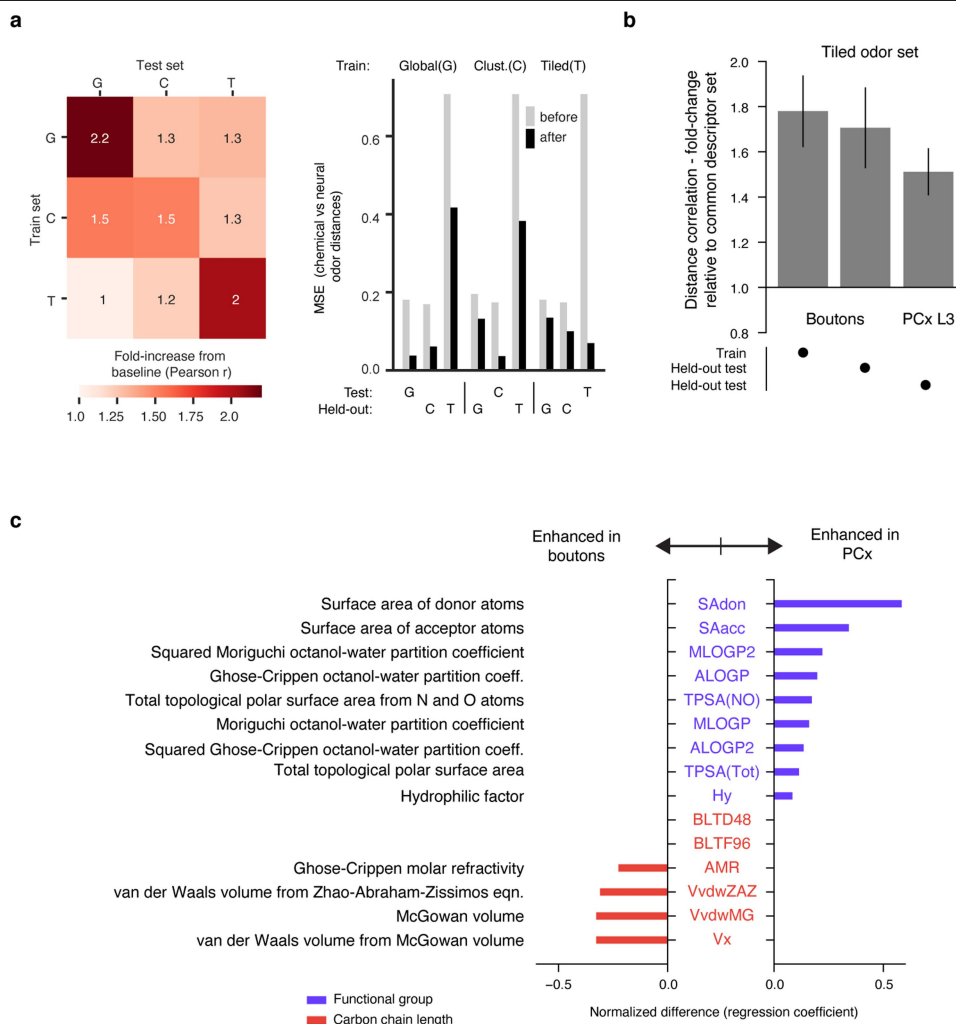 a
Test set
G C T
Train set
G 2.2 1.3 1.3
C 1.5 1.5 1.3
T 1 1.2 2
Fold-increase from
baseline (Pearson r)
1.0 1.25 1.50 1.75 2.0
Train: Global(G) Clust.(C) Tiled(T)
before
after
MSE (chemical vs neural
odor distances)
0.6
0.4
0.2
0.0
Test: G C T
Held-out: C T G T G C
b
Tiled odor set
Distance correlation - fold-change
relative to common descriptor set
2.0
1.8
1.6
1.4
1.2
1.0
0.8
Boutons PCx L3
Train
Held-out test
Held-out test
c
Enhanced in
boutons
Enhanced in
PCx
Surface area of donor atoms SAdon
Surface area of acceptor atoms SAacc
Squared Moriguchi octanol-water partition coefficient MLOGP2
Ghose-Crippen octanol-water partition coeff. ALOGP
Total topological polar surface area from N and O atoms TPSA(NO)
Moriguchi octanol-water partition coefficient MLOGP
Squared Ghose-Crippen octanol-water partition coeff. ALOGP2
Total topological polar surface area TPSA(Tot)
Hydrophilic factor Hy
BLTD48
BLTF96
Ghose-Crippen molar refractivity AMR
van der Waals volume from Zhao-Abraham-Zissimos eqn. VvdwZAZ
McGowan volume VvdwMG
van der Waals volume from McGowan volume Vx
−0.5 0.0 0.0 0.5
Normalized difference (regression coefficient)
Functional group
Carbon chain length